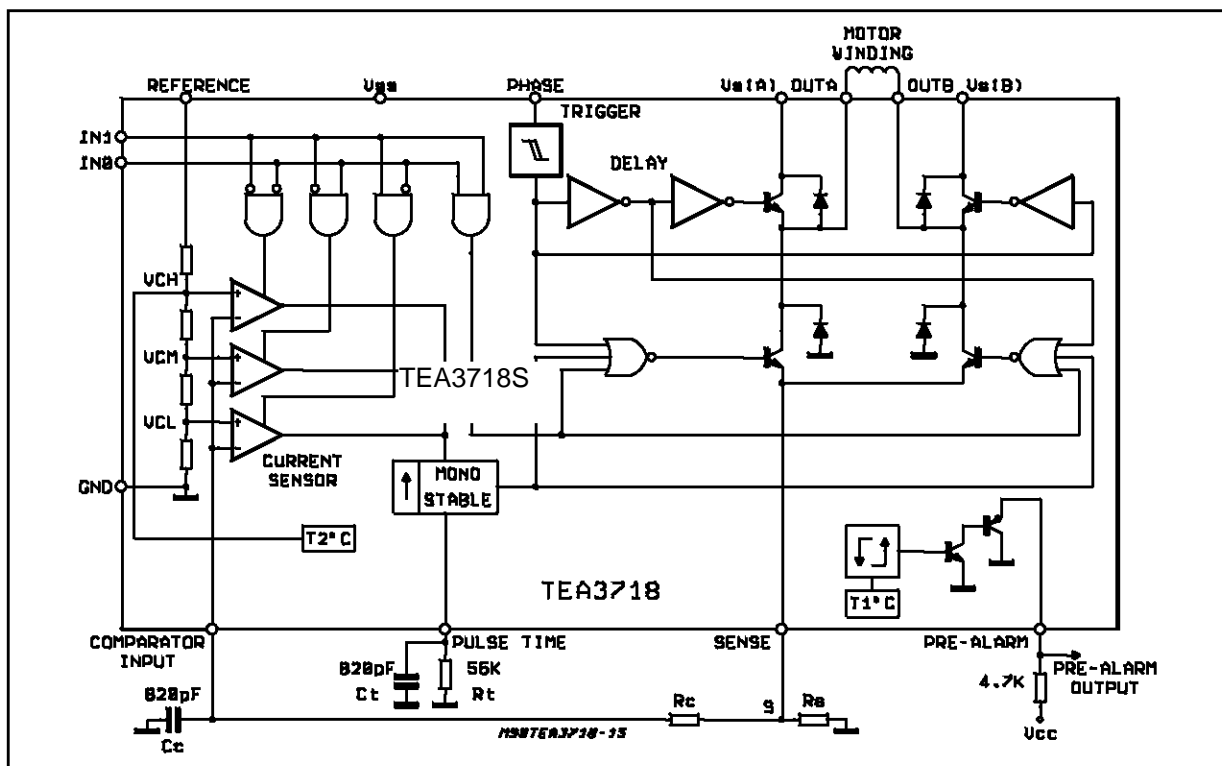 MOTOR
WINDING
REFERENCE
Vss
PHASE
Vs(A)
OUTA
OUTB
Vs(B)
TRIGGER
IN1
IN0
DELAY
VCH
VCM
TEA3718S
VCL
CURRENT
SENSOR
MONO
STABLE
GND
T2°C
T1°C
TEA3718
COMPARATOR
INPUT
PULSE TIME
SENSE
PRE-ALARM
820pF
Ct
56K
Rt
PRE-ALARM
OUTPUT
4.7K
820pF
Cc
Rc
S
Rs
M90TEA3718-15
Vcc